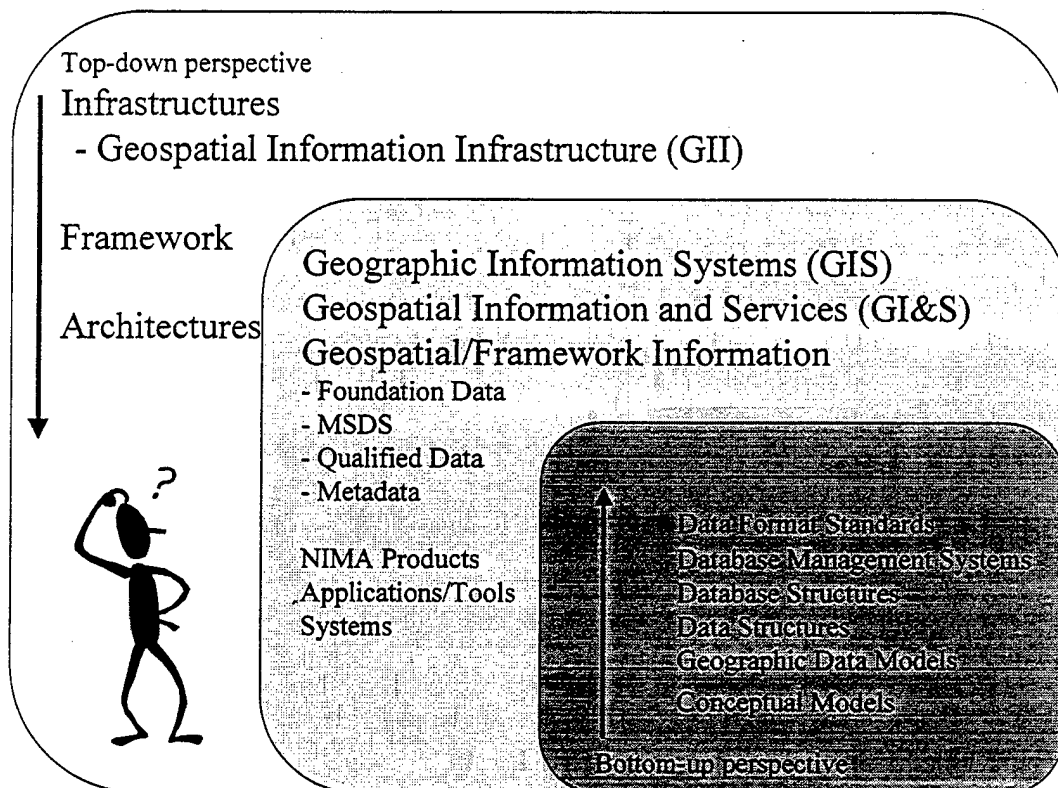 Top-down perspective
Infrastructures
- Geospatial Information Infrastructure (GII)
Framework
Architectures
Geographic Information Systems (GIS)
Geospatial Information and Services (GI&S)
Geospatial/Framework Information
- Foundation Data
- MSDS
- Qualified Data
- Metadata
NIMA Products
Applications/Tools
Systems
?
Data Format Standards
Database Management Systems
Database Structures
Data Structures
Geographic Data Models
Conceptual Models
Bottom-up perspective